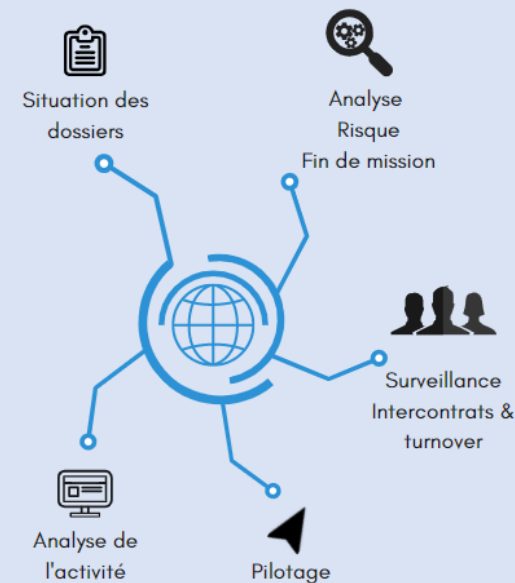 Situation des
dossiers
Analyse
Risque
Fin de mission
Surveillance
Intercontrats &
turnover
Analyse de
l'activité
Pilotage